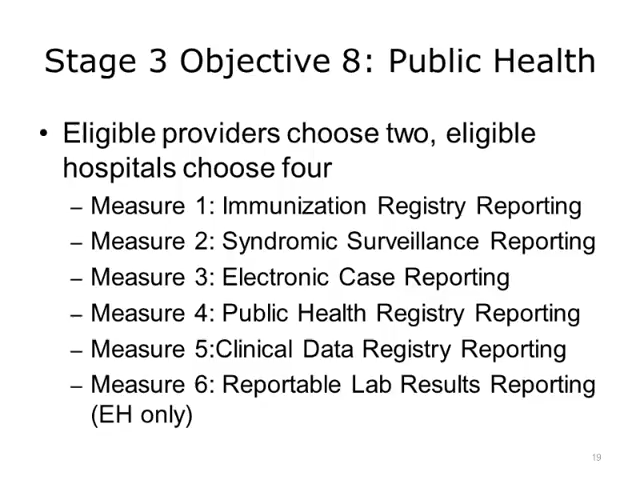 Stage 3 Objective 8: Public Health
• Eligible providers choose two, eligible
hospitals choose four
– Measure 1: Immunization Registry Reporting
– Measure 2: Syndromic Surveillance Reporting
– Measure 3: Electronic Case Reporting
– Measure 4: Public Health Registry Reporting
– Measure 5:Clinical Data Registry Reporting
– Measure 6: Reportable Lab Results Reporting
(EH only)
19